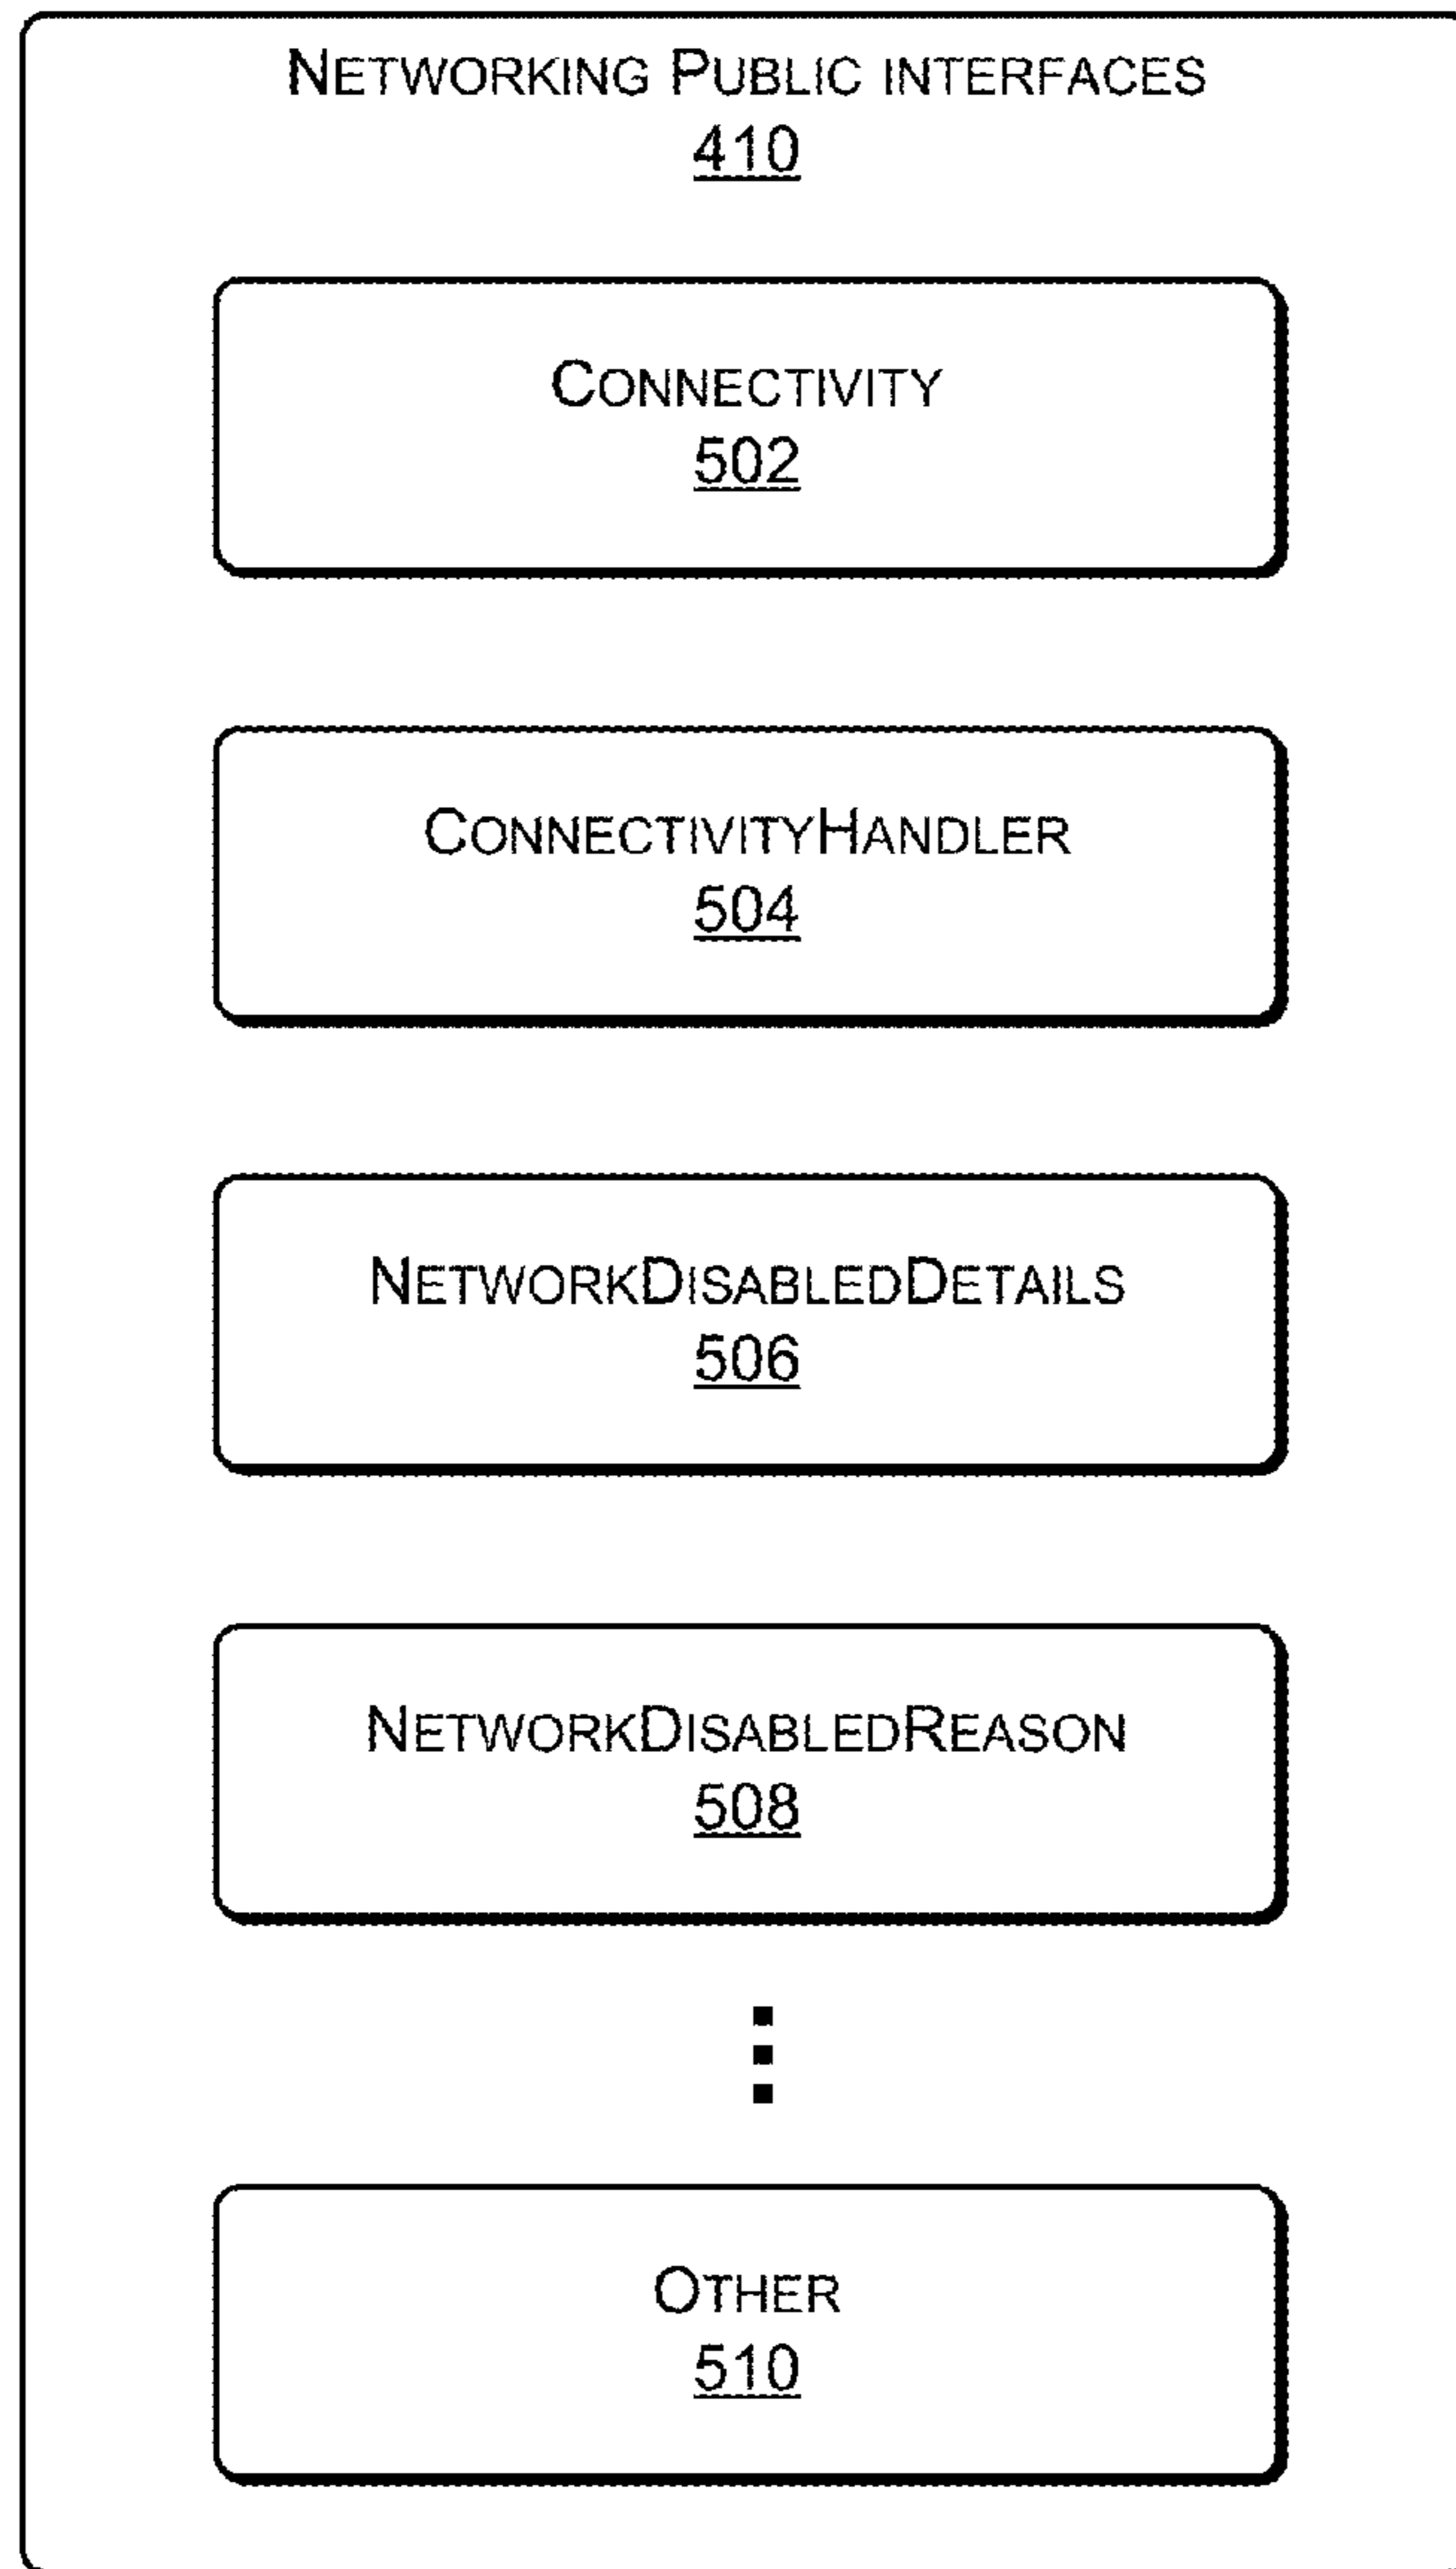 NETWORKING PUBLIC INTERFACES
410
CONNECTIVITY
502
CONNECTIVITYHANDLER
504
NETWORKDISABLEDDETAILS
506
NETWORKDISABLEDREASON
508
OTHER
510